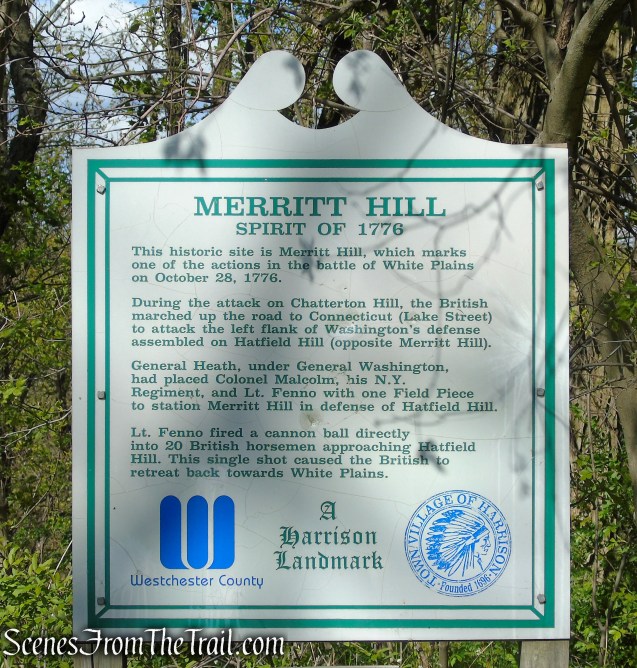 MERRITT HILL
SPIRIT OF 1776
This historic site is Merritt Hill, which marks
one of the actions in the battle of White Plains
on October 28, 1776.
During the attack on Chatterton Hill, the British
marched up the road to Connecticut (Lake Street)
to attack the left flank of Washington's defense
assembled on Hatfield Hill (opposite Merritt Hill).
General Heath, under General Washington,
had placed Colonel Malcolm, his N.Y.
Regiment, and Lt. Fenno with one Field Piece
to station Merritt Hill in defense of Hatfield Hill.
Lt. Fenno fired a cannon ball directly
into 20 British horsemen approaching Hatfield
Hill. This single shot caused the British to
retreat back towards White Plains.
Westchester County
A
Harrison
Landmark
TOWN VILLAGE OF HARRISON
Founded 1696
ScenesFromTheTrail.com